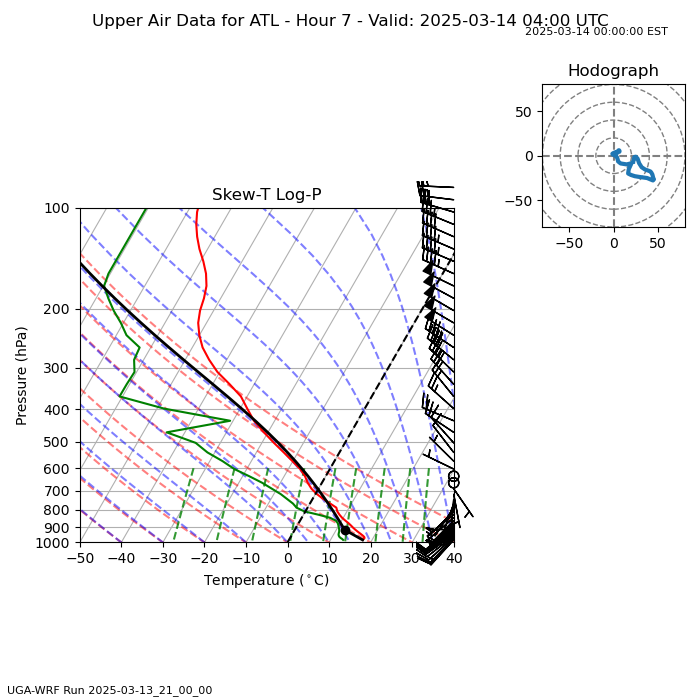 Upper Air Data for ATL - Hour 7 - Valid: 2025-03-14 04:00 UTC
2025-03-14 00:00:00 EST
Hodograph
50
0
−50
−50 0 50
Skew-T Log-P
100
200
300
400
500
600
700
800
900
1000
Pressure (hPa)
−50 −40 −30 −20 −10 0 10 20 30 40
Temperature (°C)
UGA-WRF Run 2025-03-13_21_00_00